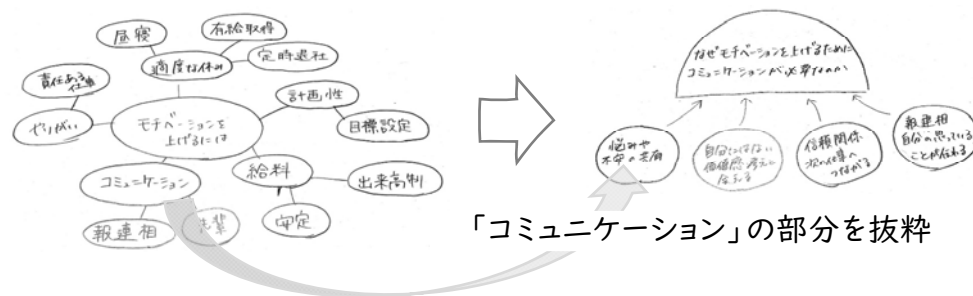 昼寝
有給取得
定時退社
適度な休み
責任ある
仕事
やりがい
モチベーションを
上げるには
計画性
目標設定
コミュニケーション
給料
出来高制
報連相
先輩
安定
なぜモチベーションを上げるために
コミュニケーションが必要なのか
悩みや
不安の共有
自分にはない
価値感・考えに
出会える
信頼関係
次の仕事へ
つながる
報連相
自分の思っている
ことが伝わる
「コミュニケーション」の部分を抜粋